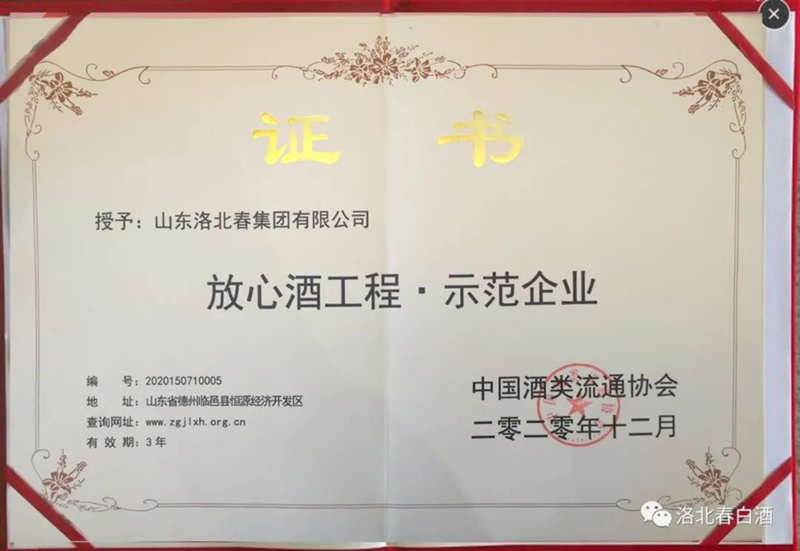 证 书
授予：山东洛北春集团有限公司
放心酒工程·示范企业
编 号：2020150710005
地 址：山东省德州临邑县恒源经济开发区
查询网址：www.zgjlxh.org.cn
有 效 期：3年
中国酒类流通协会
二零二零年十二月
洛北春白酒